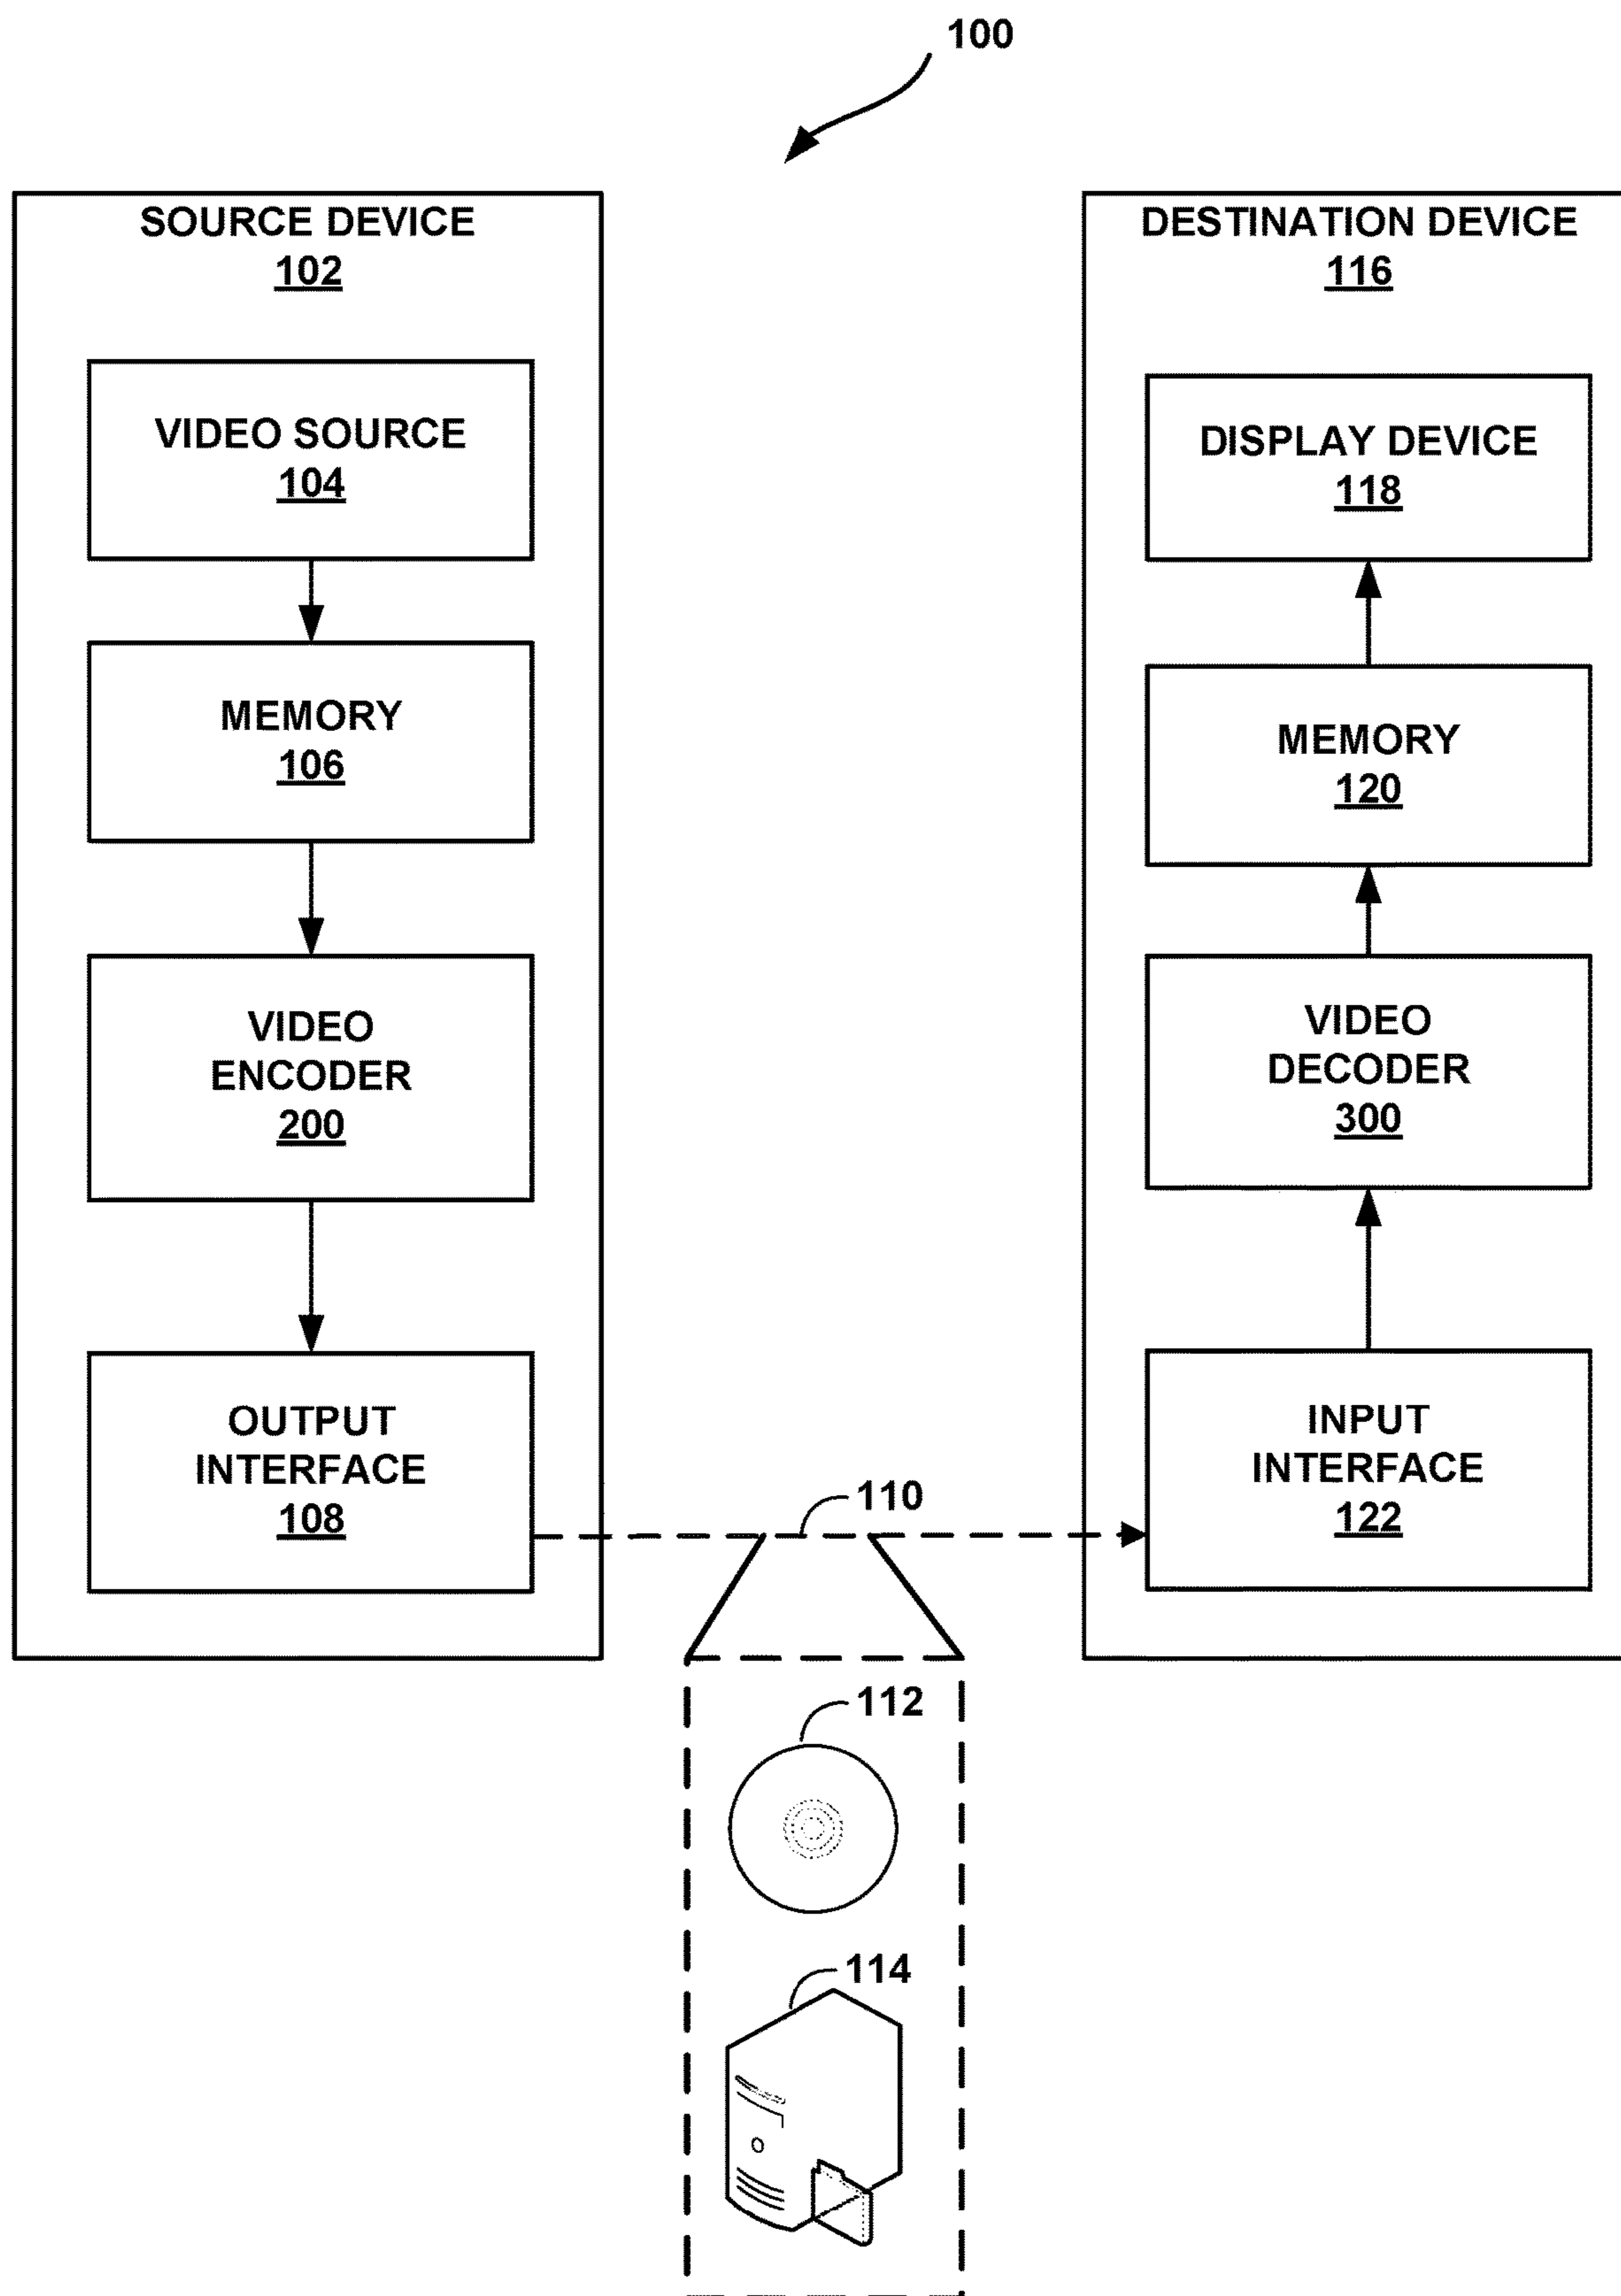 100
SOURCE DEVICE
102
VIDEO SOURCE
104
MEMORY
106
VIDEO
ENCODER
200
OUTPUT
INTERFACE
108
DESTINATION DEVICE
116
DISPLAY DEVICE
118
MEMORY
120
VIDEO
DECODER
300
INPUT
INTERFACE
122
110
112
114